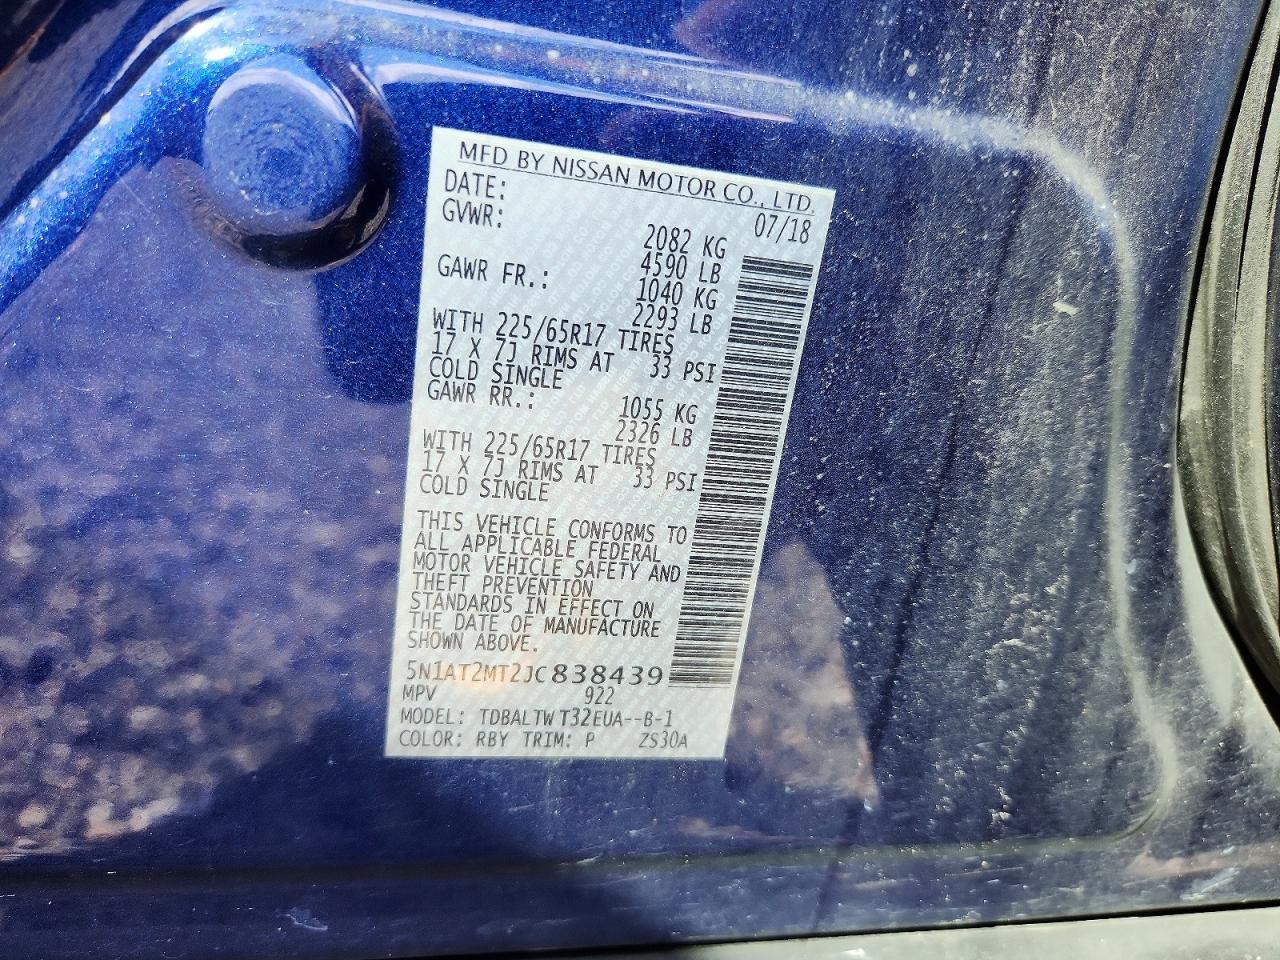 MFD BY NISSAN MOTOR CO., LTD.
DATE: 07/18
GVWR: 2082 KG
4590 LB
GAWR FR.: 1040 KG
2293 LB
WITH 225/65R17 TIRES
17 X 7J RIMS AT 33 PSI
COLD SINGLE
GAWR RR.: 1055 KG
2326 LB
WITH 225/65R17 TIRES
17 X 7J RIMS AT 33 PSI
COLD SINGLE
THIS VEHICLE CONFORMS TO
ALL APPLICABLE FEDERAL
MOTOR VEHICLE SAFETY AND
THEFT PREVENTION
STANDARDS IN EFFECT ON
THE DATE OF MANUFACTURE
SHOWN ABOVE.
5N1AT2MT2JC838439
MPV 922
MODEL: TDBALTW T32EUA--B-1
COLOR: RBY TRIM: P ZS30A